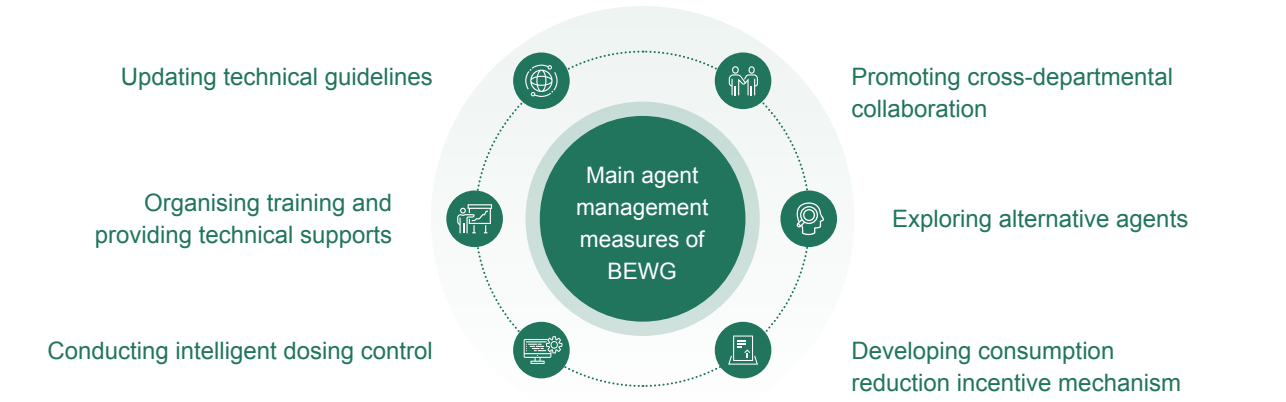 Updating technical guidelines
Promoting cross-departmental
collaboration
Main agent
management
measures of
BEWG
Organising training and
providing technical supports
Exploring alternative agents
Conducting intelligent dosing control
Developing consumption
reduction incentive mechanism